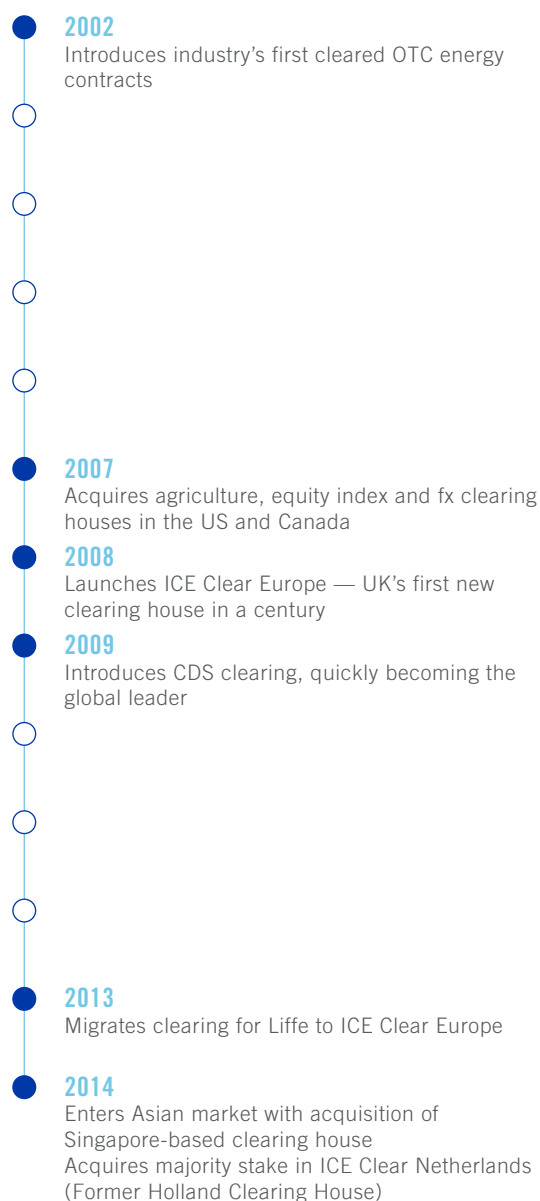 2002
Introduces industry’s first cleared OTC energy
contracts
2007
Acquires agriculture, equity index and fx clearing
houses in the US and Canada
2008
Launches ICE Clear Europe — UK’s first new
clearing house in a century
2009
Introduces CDS clearing, quickly becoming the
global leader
2013
Migrates clearing for Liffe to ICE Clear Europe
2014
Enters Asian market with acquisition of
Singapore-based clearing house
Acquires majority stake in ICE Clear Netherlands
(Former Holland Clearing House)